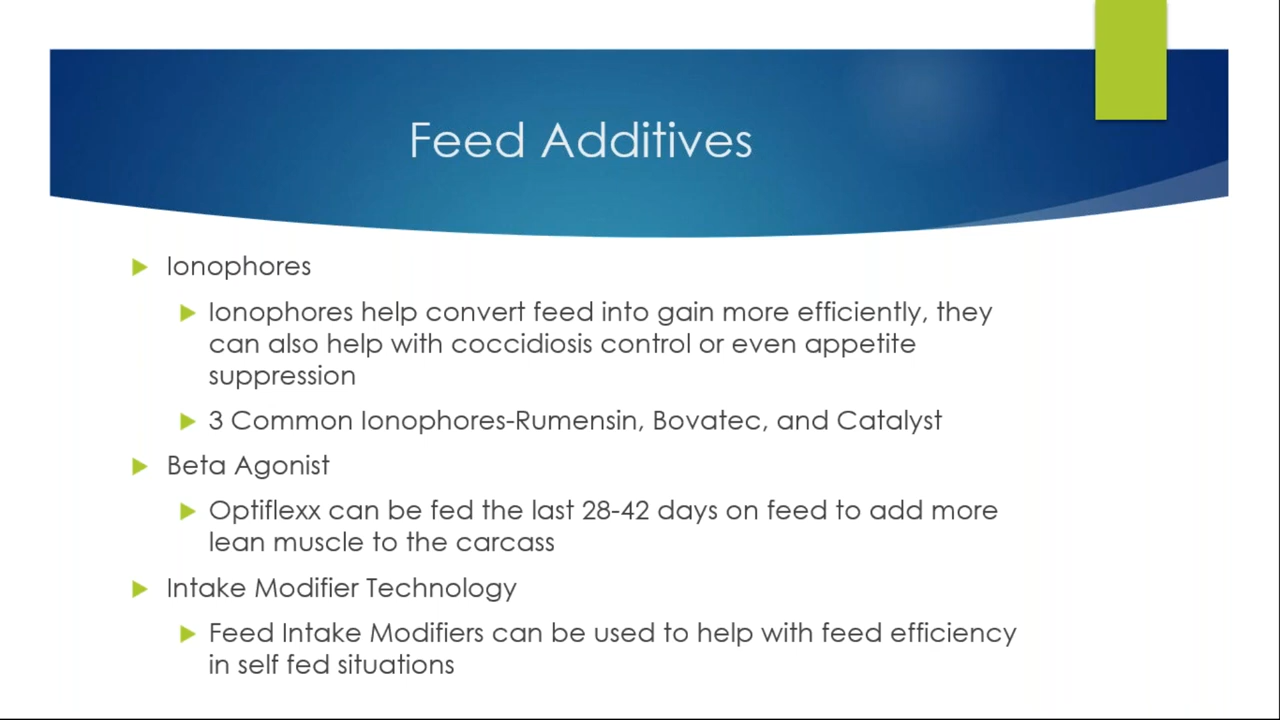 Feed Additives
Ionophores
Ionophores help convert feed into gain more efficiently, they
can also help with coccidiosis control or even appetite
suppression
3 Common Ionophores-Rumensin, Bovatec, and Catalyst
Beta Agonist
Optiflexx can be fed the last 28-42 days on feed to add more
lean muscle to the carcass
Intake Modifier Technology
Feed Intake Modifiers can be used to help with feed efficiency
in self fed situations